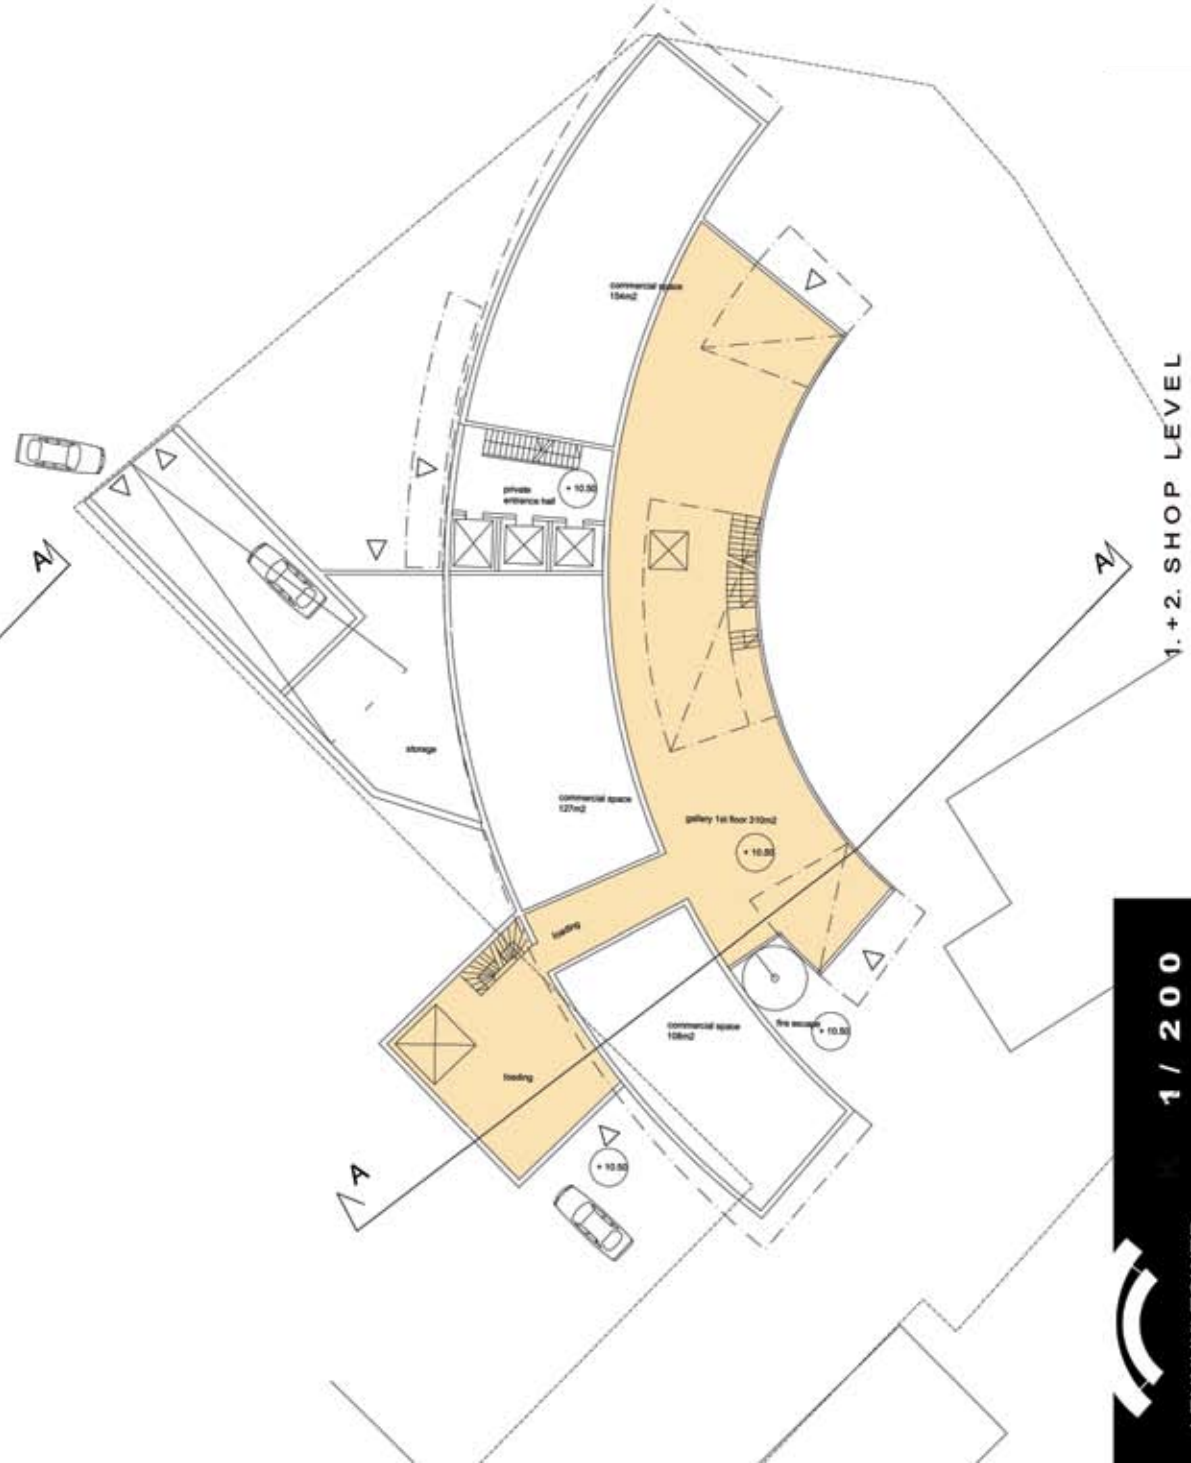 commercial space
154m2
private
entrance hall
+ 10.50
A
A
storage
commercial space
127m2
gallery 1st floor 310m2
+ 10.50
loading
commercial space
108m2
fire escape
+ 10.50
loading
A
+ 10.50
1.+2. SHOP LEVEL
1/200